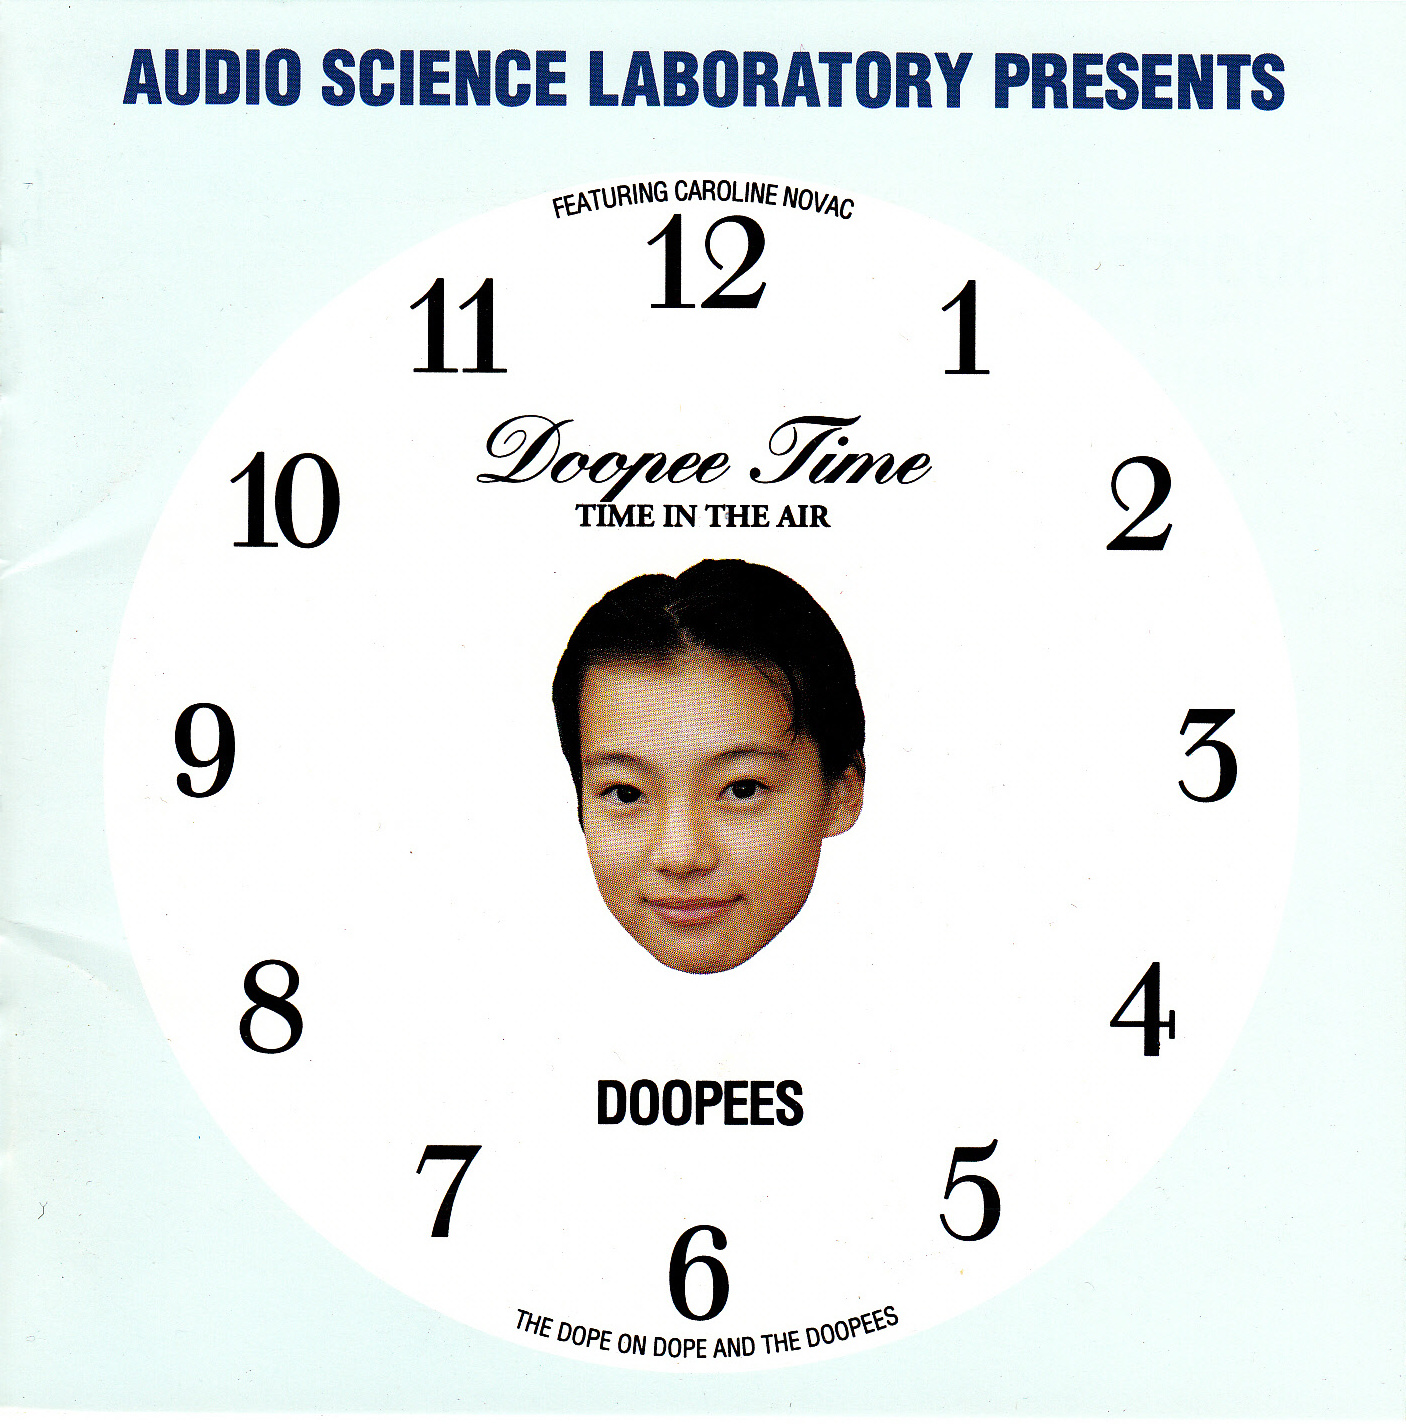 AUDIO SCIENCE LABORATORY PRESENTS
FEATURING CAROLINE NOVAC
12
11
1
Doopee Time
TIME IN THE AIR
10
2
9
3
8
4
DOOPEES
7
5
6
THE DOPE ON DOPE AND THE DOOPEES